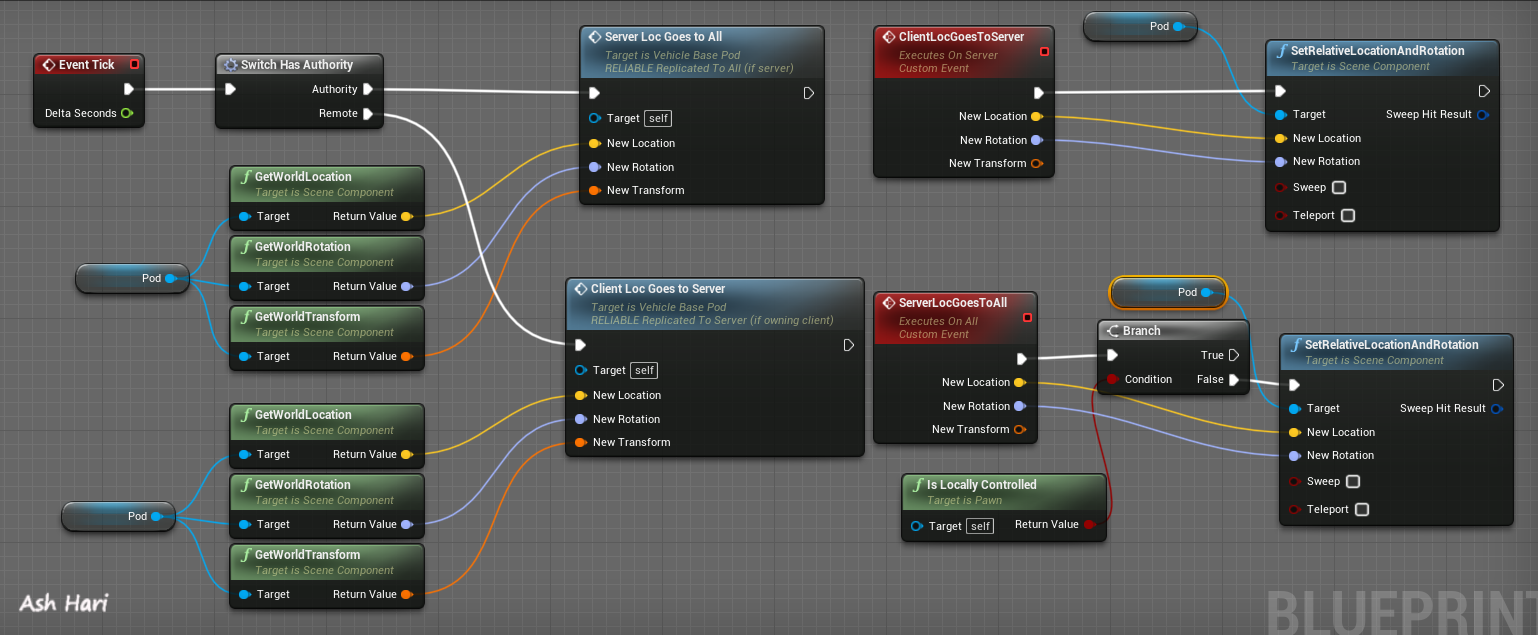 Event Tick
Delta Seconds
Switch Has Authority
Authority
Remote
GetWorldLocation
Target is Scene Component
Target Return Value
GetWorldRotation
Target is Scene Component
Target Return Value
GetWorldTransform
Target is Scene Component
Target Return Value
Pod
GetWorldLocation
Target is Scene Component
Target Return Value
GetWorldRotation
Target is Scene Component
Target Return Value
GetWorldTransform
Target is Scene Component
Target Return Value
Pod
Server Loc Goes to All
Target is Vehicle Base Pod
RELIABLE Replicated To All (if server)
Target self
New Location
New Rotation
New Transform
Client Loc Goes to Server
Target is Vehicle Base Pod
RELIABLE Replicated To Server (if owning client)
Target self
New Location
New Rotation
New Transform
ClientLocGoesToServer
Executes On Server
Custom Event
New Location
New Rotation
New Transform
Pod
SetRelativeLocationAndRotation
Target is Scene Component
Target Sweep Hit Result
New Location
New Rotation
Sweep
Teleport
ServerLocGoesToAll
Executes On All
Custom Event
New Location
New Rotation
New Transform
Pod
Branch
True
Condition False
Is Locally Controlled
Target is Pawn
Target self Return Value
SetRelativeLocationAndRotation
Target is Scene Component
Target Sweep Hit Result
New Location
New Rotation
Sweep
Teleport
Ash Hari
BLUEPRINT